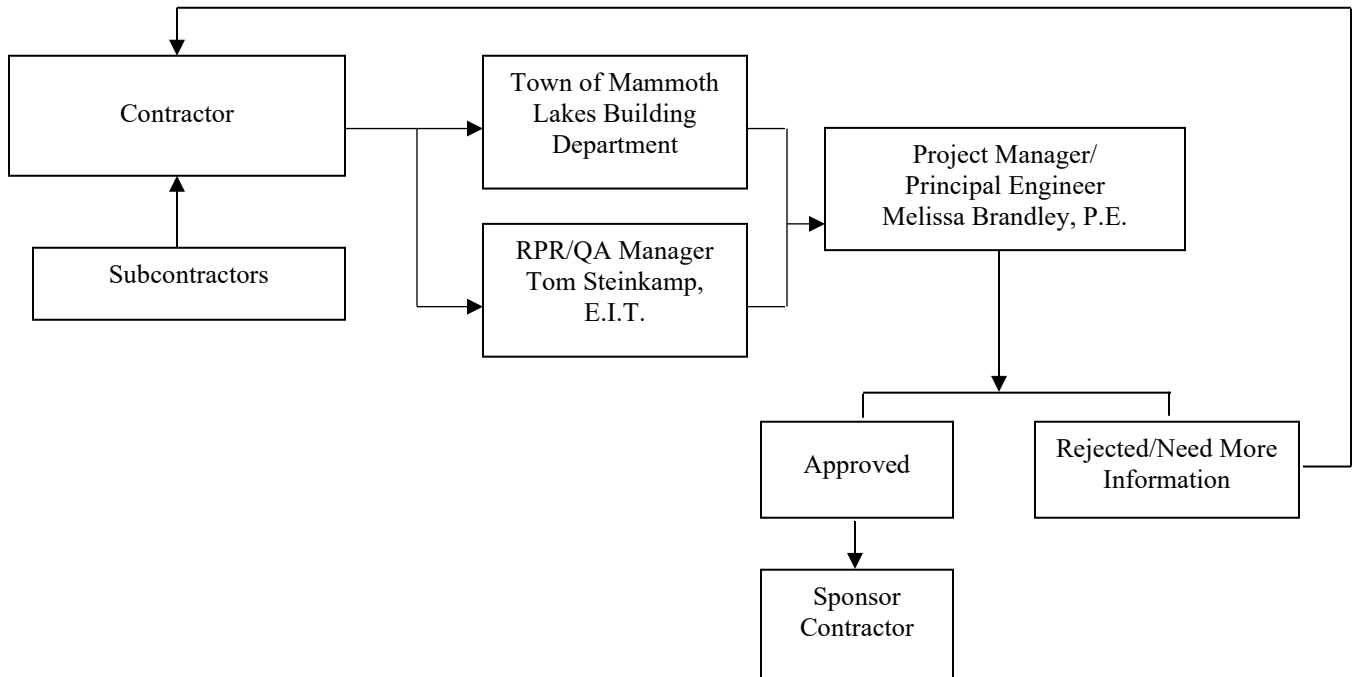 Contractor
Town of Mammoth
Lakes Building
Department
Project Manager/
Principal Engineer
Melissa Brandley, P.E.
Subcontractors
RPR/QA Manager
Tom Steinkamp,
E.I.T.
Approved
Rejected/Need More
Information
Sponsor
Contractor